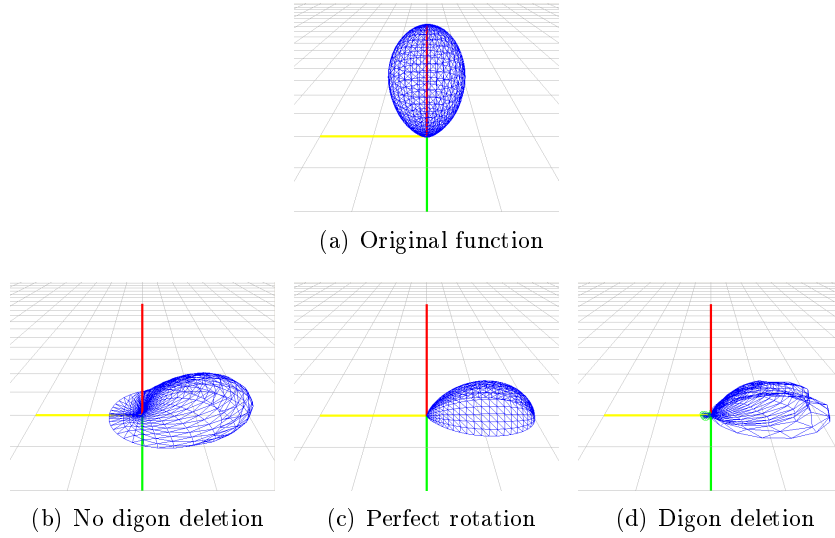 (a) Original function
(b) No digon deletion
(c) Perfect rotation
(d) Digon deletion